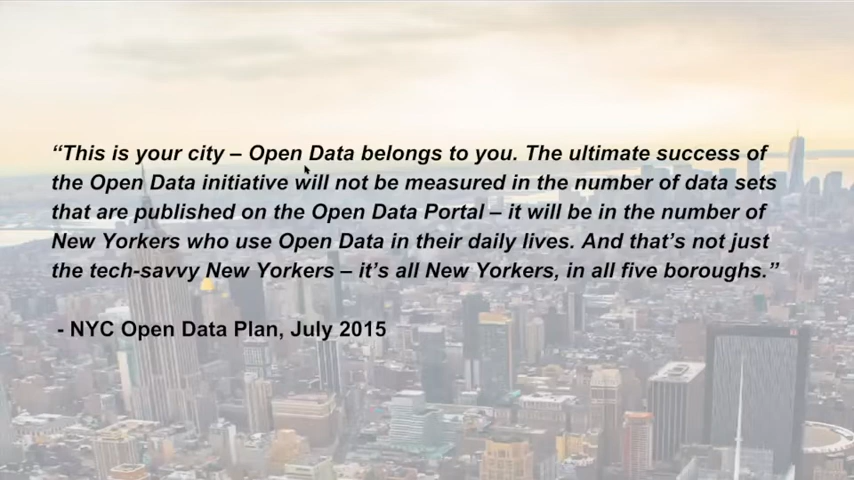 “This is your city – Open Data belongs to you. The ultimate success of
the Open Data initiative will not be measured in the number of data sets
that are published on the Open Data Portal – it will be in the number of
New Yorkers who use Open Data in their daily lives. And that’s not just
the tech-savvy New Yorkers – it’s all New Yorkers, in all five boroughs.”
- NYC Open Data Plan, July 2015